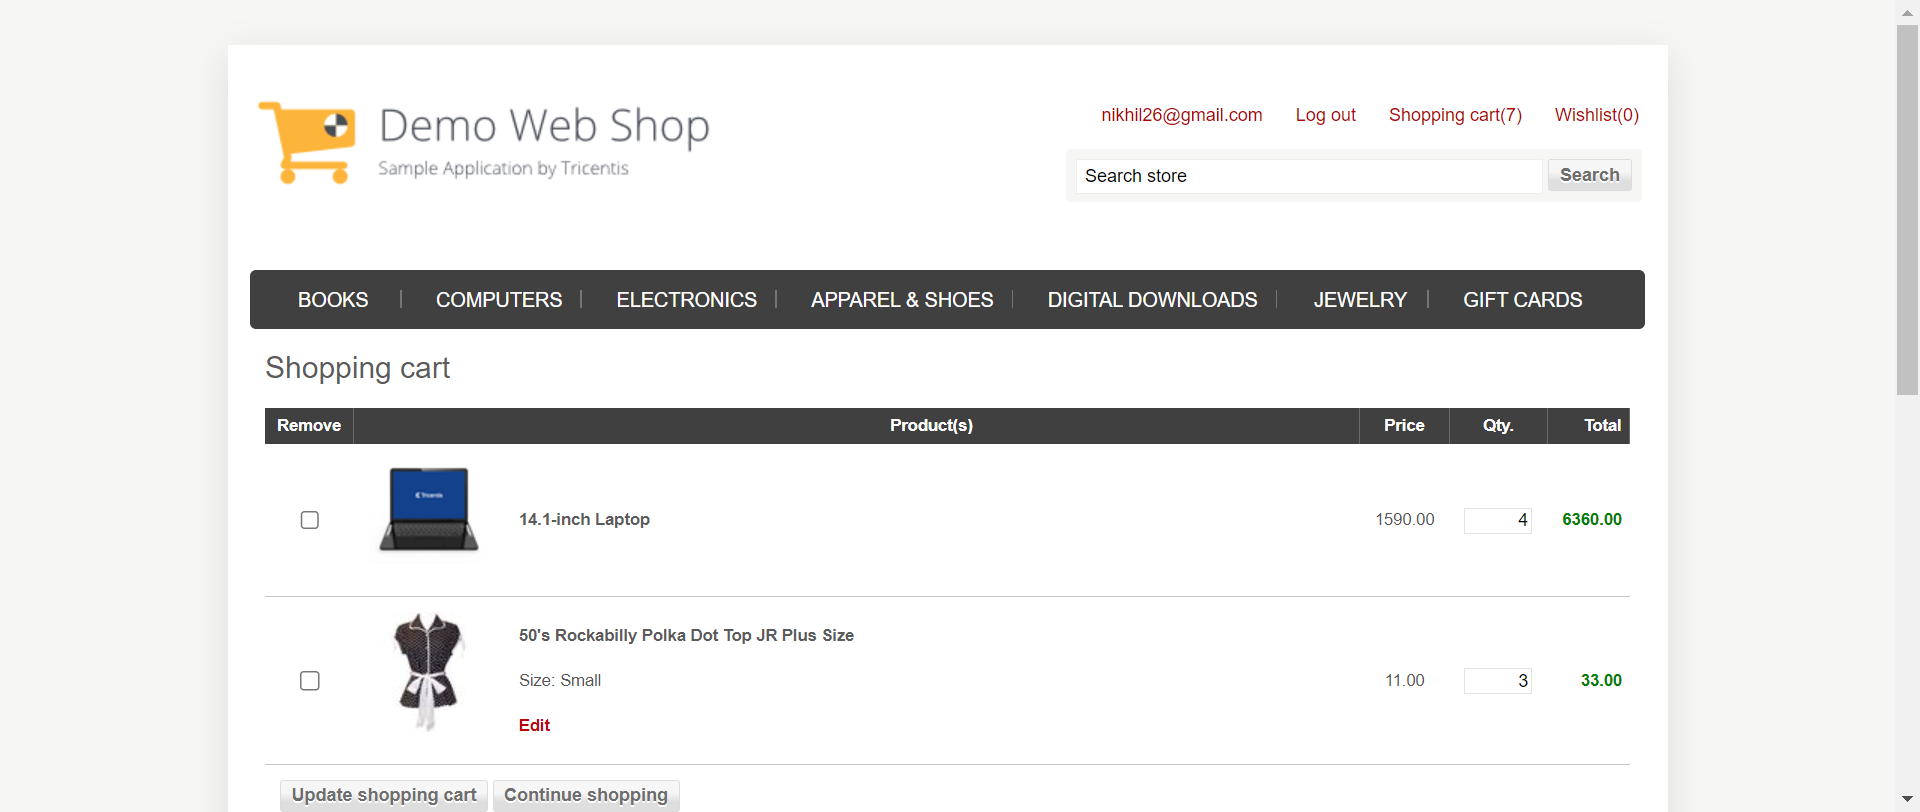 Demo Web Shop
Sample Application by Tricentis
nikhil26@gmail.com Log out Shopping cart(7) Wishlist(0)
Search store Search
BOOKS COMPUTERS ELECTRONICS APPAREL & SHOES DIGITAL DOWNLOADS JEWELRY GIFT CARDS
Shopping cart
Remove Product(s) Price Qty. Total
Tricentis
14.1-inch Laptop 1590.00 4 6360.00
50's Rockabilly Polka Dot Top JR Plus Size
Size: Small 11.00 3 33.00
Edit
Update shopping cart Continue shopping